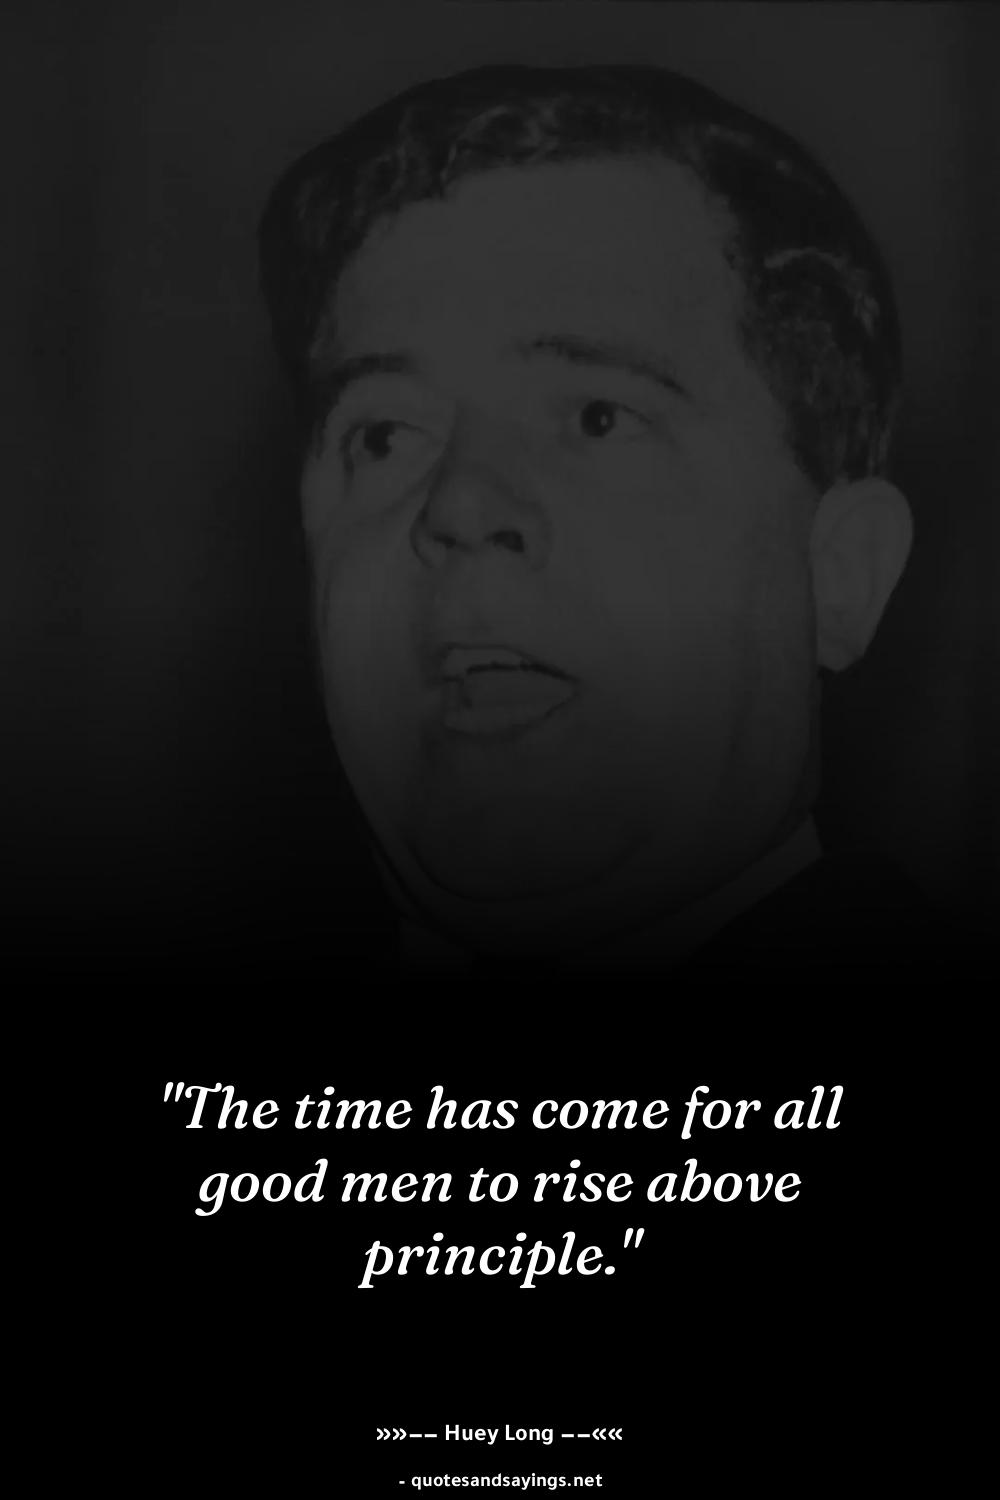 "The time has come for all
good men to rise above
principle."
»»–– Huey Long ––««
- quotesandsayings.net